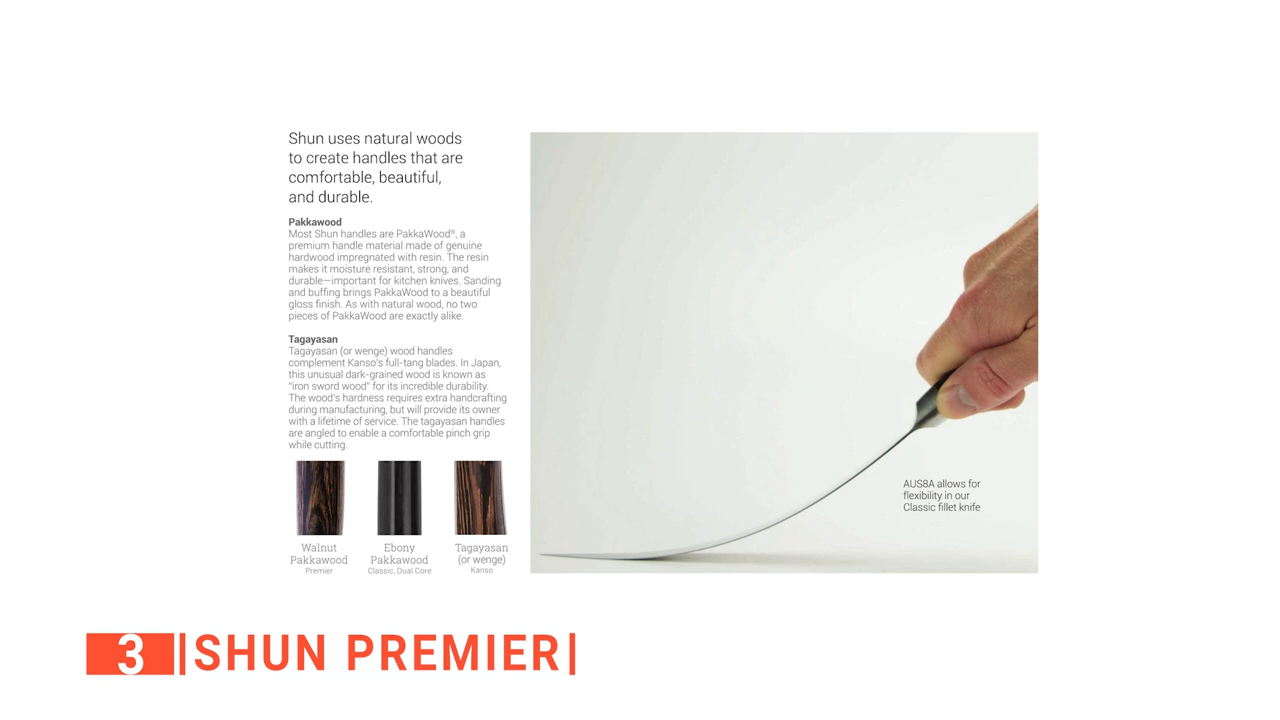 Shun uses natural woods
to create handles that are
comfortable, beautiful,
and durable.
Pakkawood
Most Shun handles are PakkaWood®, a
premium handle material made of genuine
hardwood impregnated with resin. The resin
makes it moisture resistant, strong, and
durable—important for kitchen knives. Sanding
and buffing brings PakkaWood to a beautiful
gloss finish. As with natural wood, no two
pieces of PakkaWood are exactly alike.
Tagayasan
Tagayasan (or wenge) wood handles
complement Kanso's full-tang blades. In Japan,
this unusual dark-grained wood is known as
"iron sword wood" for its incredible durability.
The wood's hardness requires extra handcrafting
during manufacturing, but will provide its owner
with a lifetime of service. The tagayasan handles
are angled to enable a comfortable pinch grip
while cutting.
Walnut
Pakkawood
Premier
Ebony
Pakkawood
Classic, Dual Core
Tagayasan
(or wenge)
Kanso
AUS8A allows for
flexibility in our
Classic fillet knife
3 |SHUN PREMIER|